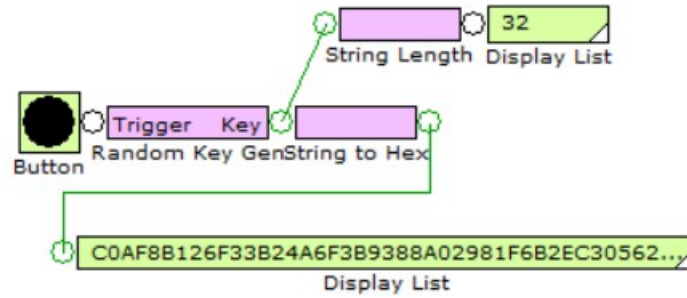 32
String Length Display List
Trigger Key
Button Random Key Gen String to Hex
C0AF8B126F33B24A6F3B9388A02981F6B2EC30562...
Display List